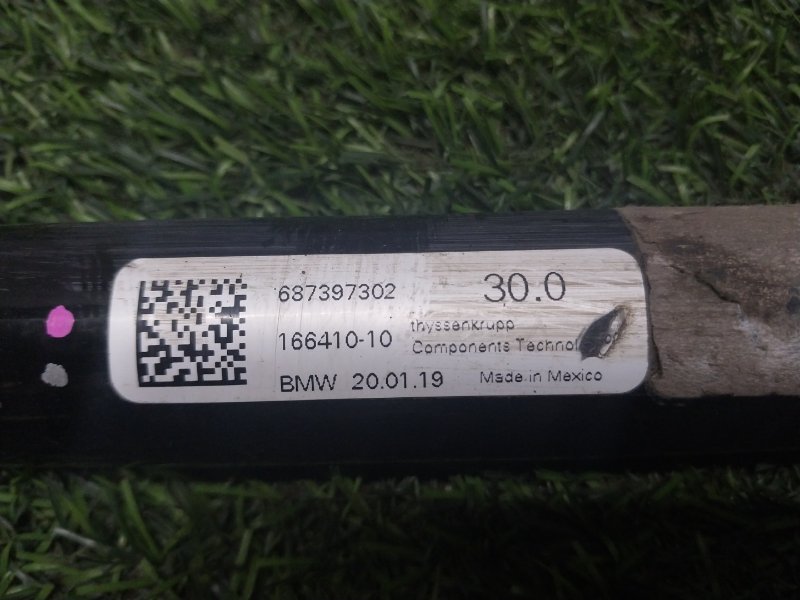 687397302
30.0
166410-10
thyssenkrupp
Components
BMW 20.01.19
Made in Mexico